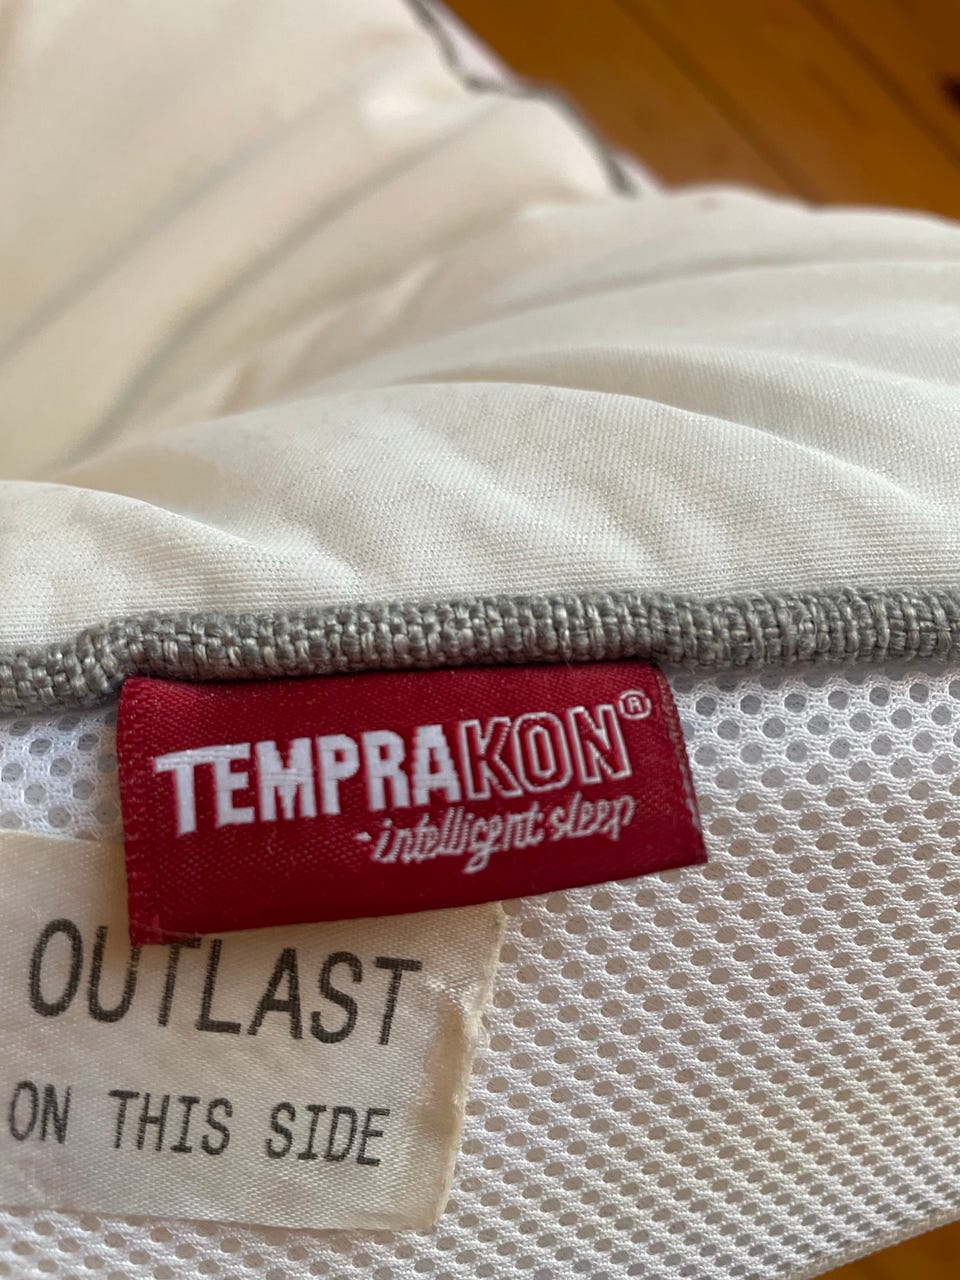 TEMPRAKON®
-intelligent sleep
OUTLAST
ON THIS SIDE